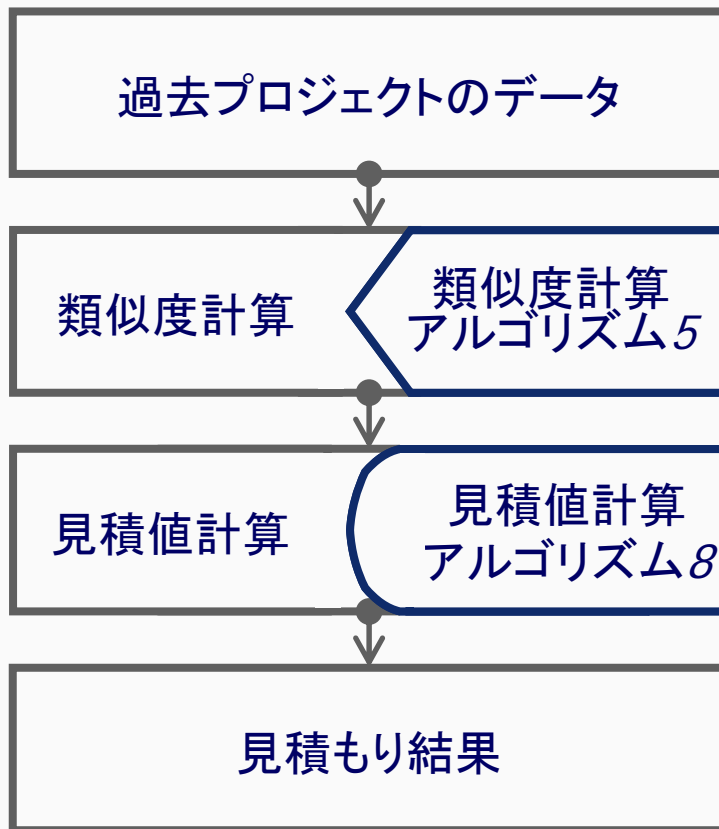 過去プロジェクトのデータ
類似度計算
類似度計算
アルゴリズム5
見積値計算
見積値計算
アルゴリズム8
見積もり結果